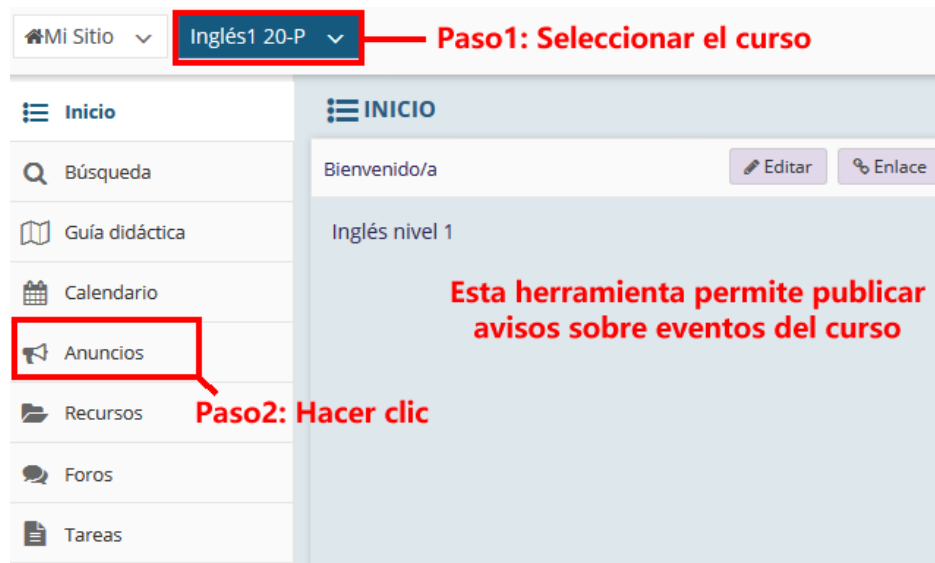 Mi Sitio
Inglés1 20-P
Paso1: Seleccionar el curso
Inicio
INICIO
Búsqueda
Bienvenido/a
Editar
Enlace
Guía didáctica
Inglés nivel 1
Calendario
Esta herramienta permite publicar
avisos sobre eventos del curso
Anuncios
Recursos
Paso2: Hacer clic
Foros
Tareas